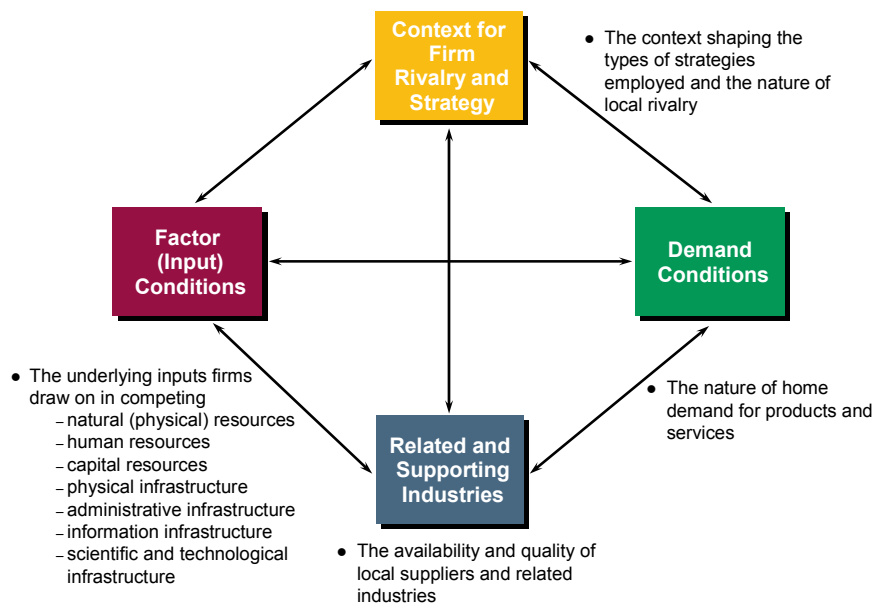 Context for
Firm
Rivalry and
Strategy
● The context shaping the
types of strategies
employed and the nature of
local rivalry
Factor
(Input)
Conditions
Demand
Conditions
● The underlying inputs firms
draw on in competing
– natural (physical) resources
– human resources
– capital resources
– physical infrastructure
– administrative infrastructure
– information infrastructure
– scientific and technological
infrastructure
● The nature of home
demand for products and
services
Related and
Supporting
Industries
● The availability and quality of
local suppliers and related
industries